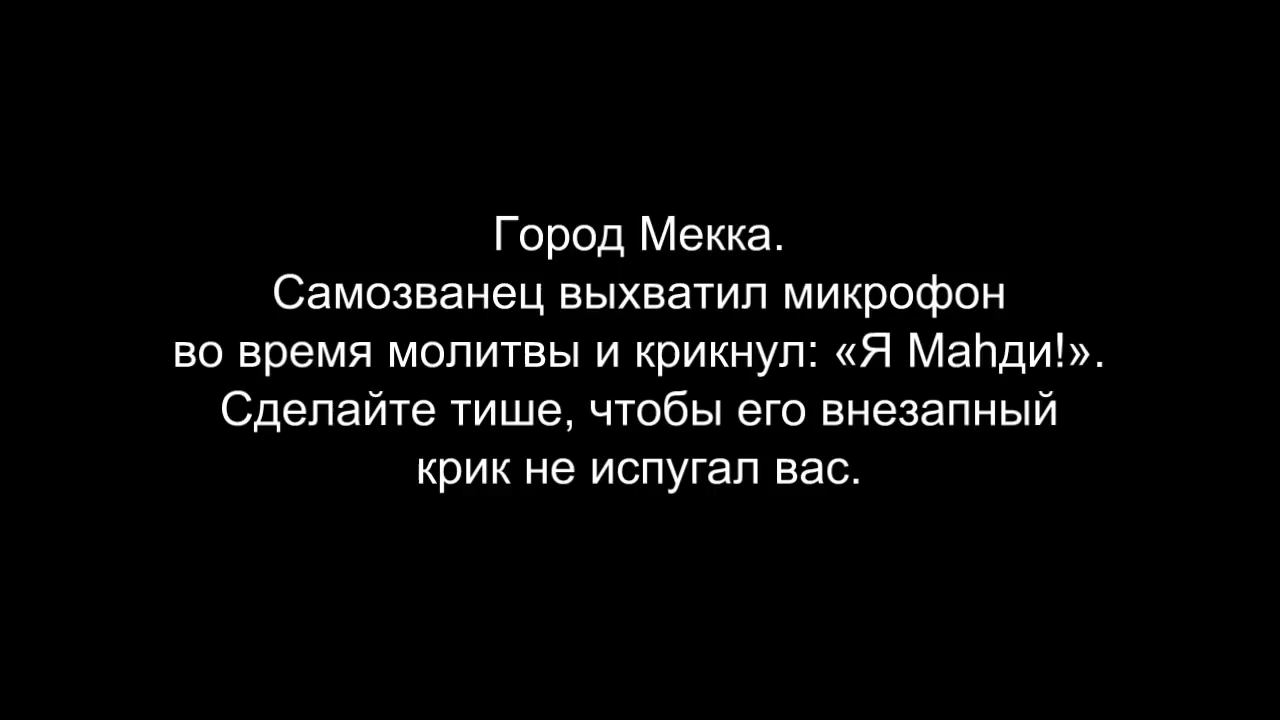 Город Мекка.
Самозванец выхватил микрофон
во время молитвы и крикнул: «Я Маhди!».
Сделайте тише, чтобы его внезапный
крик не испугал вас.